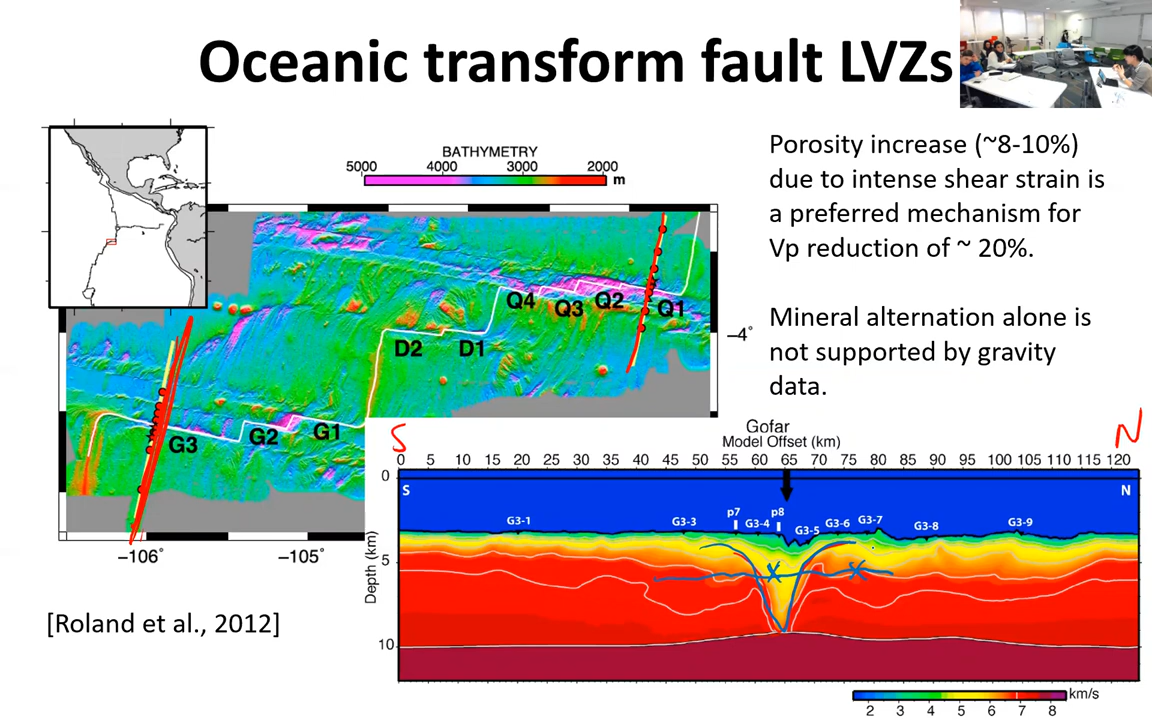 Oceanic transform fault LVZs
BATHYMETRY
5000 4000 3000 2000 m
Porosity increase (~8-10%)
due to intense shear strain is
a preferred mechanism for
Vp reduction of ~ 20%.
Mineral alternation alone is
not supported by gravity
data.
Q4 Q3 Q2 Q1
D2 D1
G3 G2 G1
−4°
−106° −105°
S N
Gofar
Model Offset (km)
0 5 10 15 20 25 30 35 40 45 50 55 60 65 70 75 80 85 90 95 100 105 110 115 120
S N
G3-1 G3-3 p7 G3-4 p8 G3-5 G3-6 G3-7 G3-8 G3-9
Depth (km)
0
5
10
2 3 4 5 6 7 8 km/s
[Roland et al., 2012]